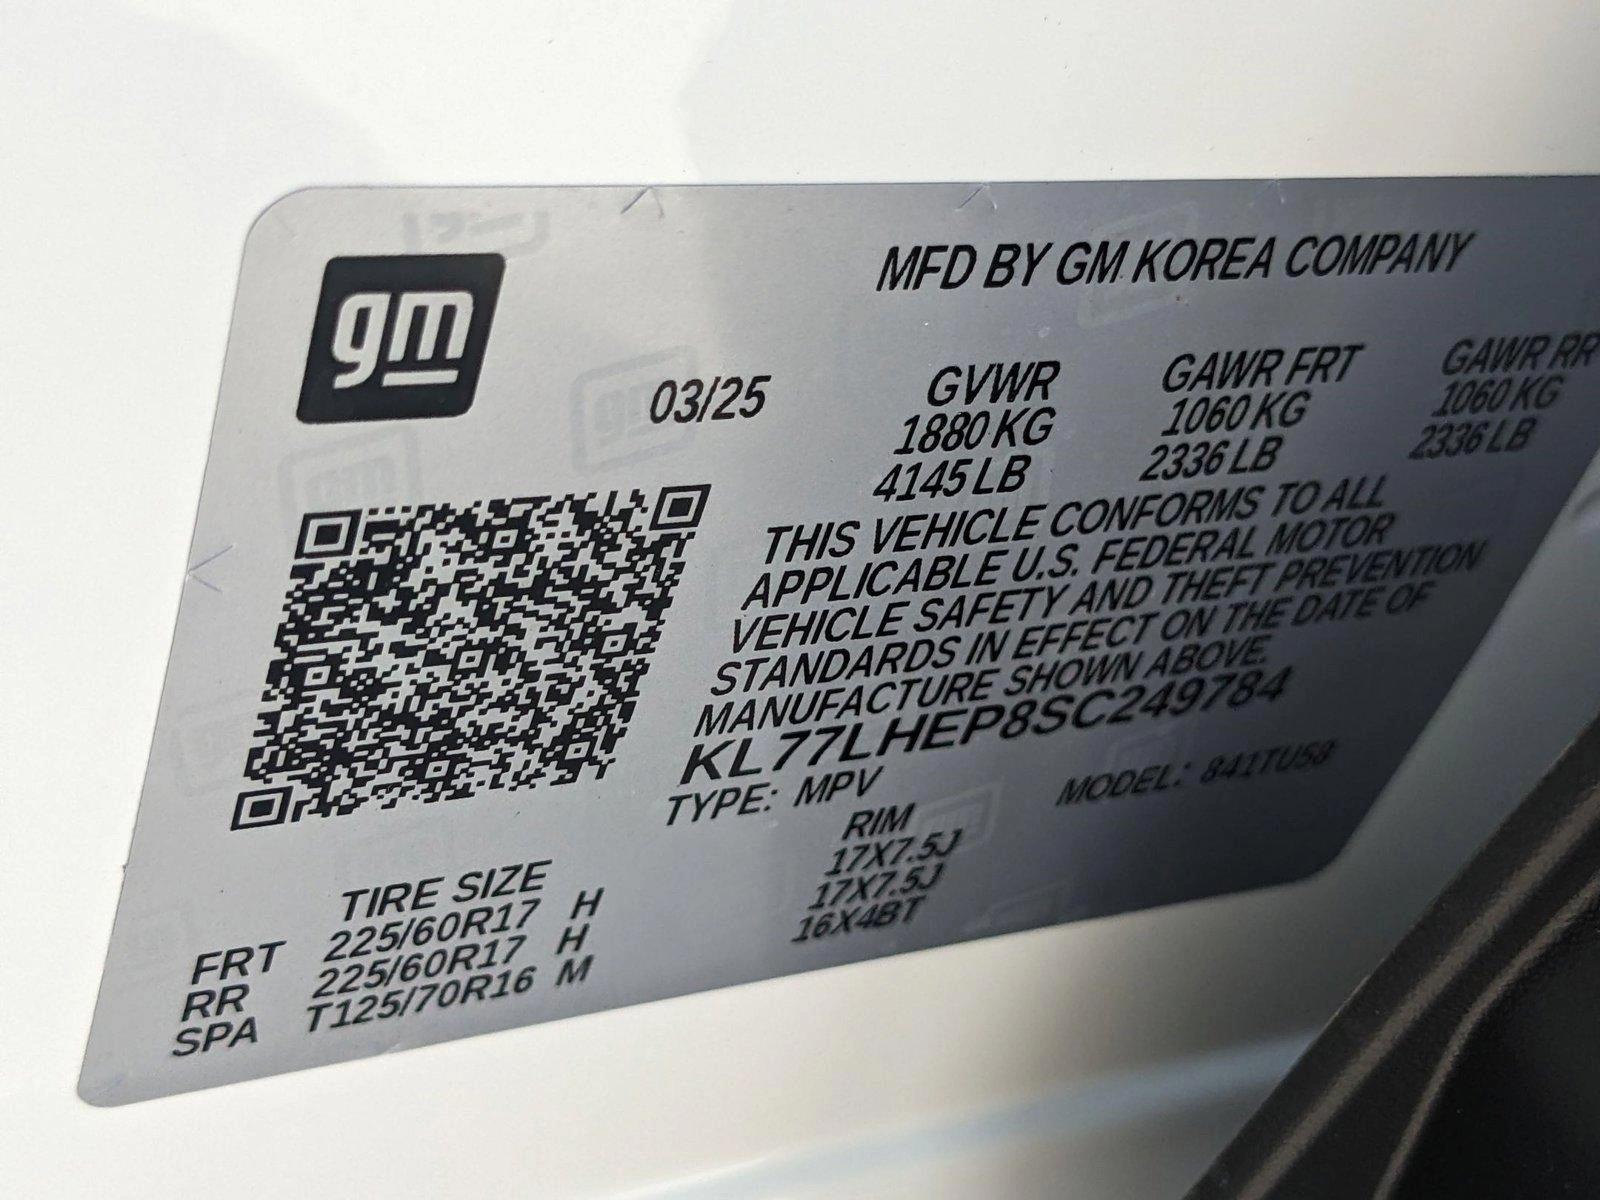 gm
MFD BY GM KOREA COMPANY
03/25
GVWR GAWR FRT GAWR RR
1880 KG 1060 KG 1060 KG
4145 LB 2336 LB 2336 LB
THIS VEHICLE CONFORMS TO ALL
APPLICABLE U.S. FEDERAL MOTOR
VEHICLE SAFETY AND THEFT PREVENTION
STANDARDS IN EFFECT ON THE DATE OF
MANUFACTURE SHOWN ABOVE.
KL77LHEP8SC249784
TYPE: MPV MODEL: 841TU58
TIRE SIZE RIM
FRT 225/60R17 H 17X7.5J
RR 225/60R17 H 17X7.5J
SPA T125/70R16 M 16X4BT